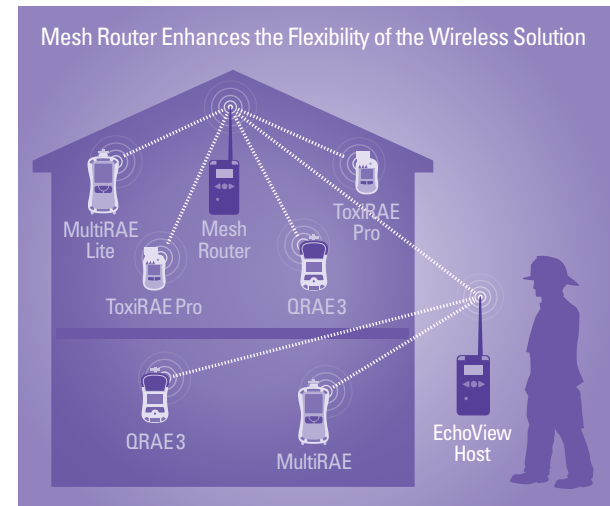 Mesh Router Enhances the Flexibility of the Wireless Solution
MultiRAE
Lite
Mesh
Router
ToxiRAE
Pro
ToxiRAE Pro
QRAE 3
QRAE 3
MultiRAE
EchoView
Host